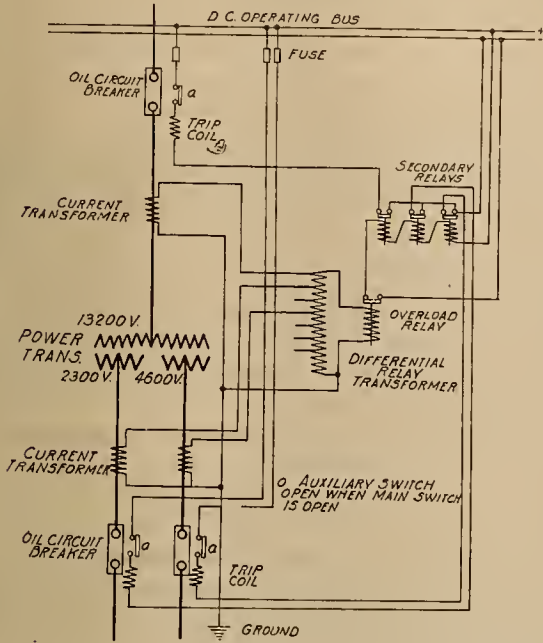 D C. OPERATING BUS
+
-
FUSE
OIL CIRCUIT
BREAKER
a
TRIP
COIL
SECONDARY
RELAYS
CURRENT
TRANSFORMER
13200 V.
POWER
TRANS.
2300 V.
4600 V.
OVERLOAD
RELAY
DIFFERENTIAL
RELAY
TRANSFORMER
CURRENT
TRANSFORMER
O AUXILIARY SWITCH
OPEN WHEN MAIN SWITCH
IS OPEN
OIL CIRCUIT
BREAKER
a
a
TRIP
COIL
GROUND